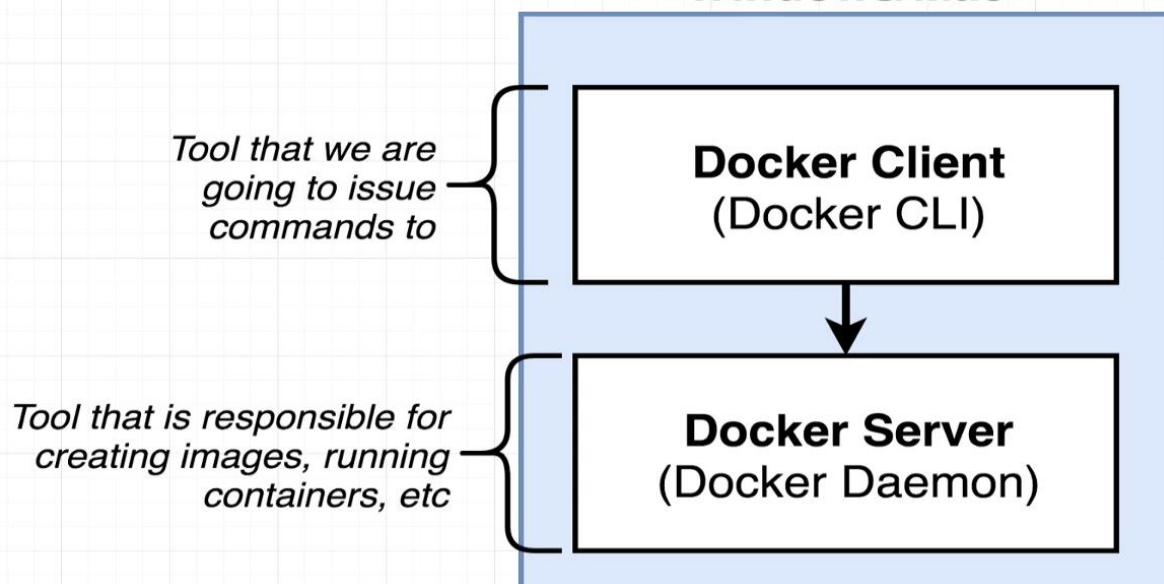 Tool that we are
going to issue
commands to
Docker Client
(Docker CLI)
Tool that is responsible for
creating images, running
containers, etc
Docker Server
(Docker Daemon)